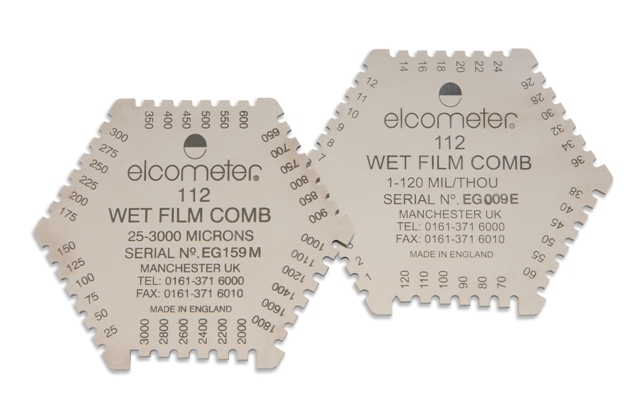 350 400 450 500 550 600
300
275
250
225
200
175
650
700
750
800
850
900
elcometer®
112
WET FILM COMB
25-3000 MICRONS
SERIAL Nº. EG159M
MANCHESTER UK
TEL: 0161-371 6000
FAX: 0161-371 6010
MADE IN ENGLAND
150
125
100
75
50
25
1000
1100
1200
1400
1600
1800
3000 2800 2600 2400 2200 2000
14 16 18 20 22 24
12
11
10
9
8
7
26
28
30
32
36
38
elcometer®
112
WET FILM COMB
1-120 MIL/THOU
SERIAL Nº. EG009E
MANCHESTER UK
TEL: 0161-371 6000
FAX: 0161-371 6010
MADE IN ENGLAND
2
1
40
45
50
55
60
120 110 100 90 80 70